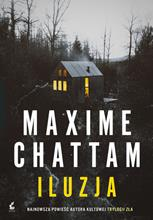 MAXIME
CHATTAM
ILUZJA
NAJNOWSZA POWIEŚĆ AUTORA KULTOWEJ TRYLOGII ZŁA